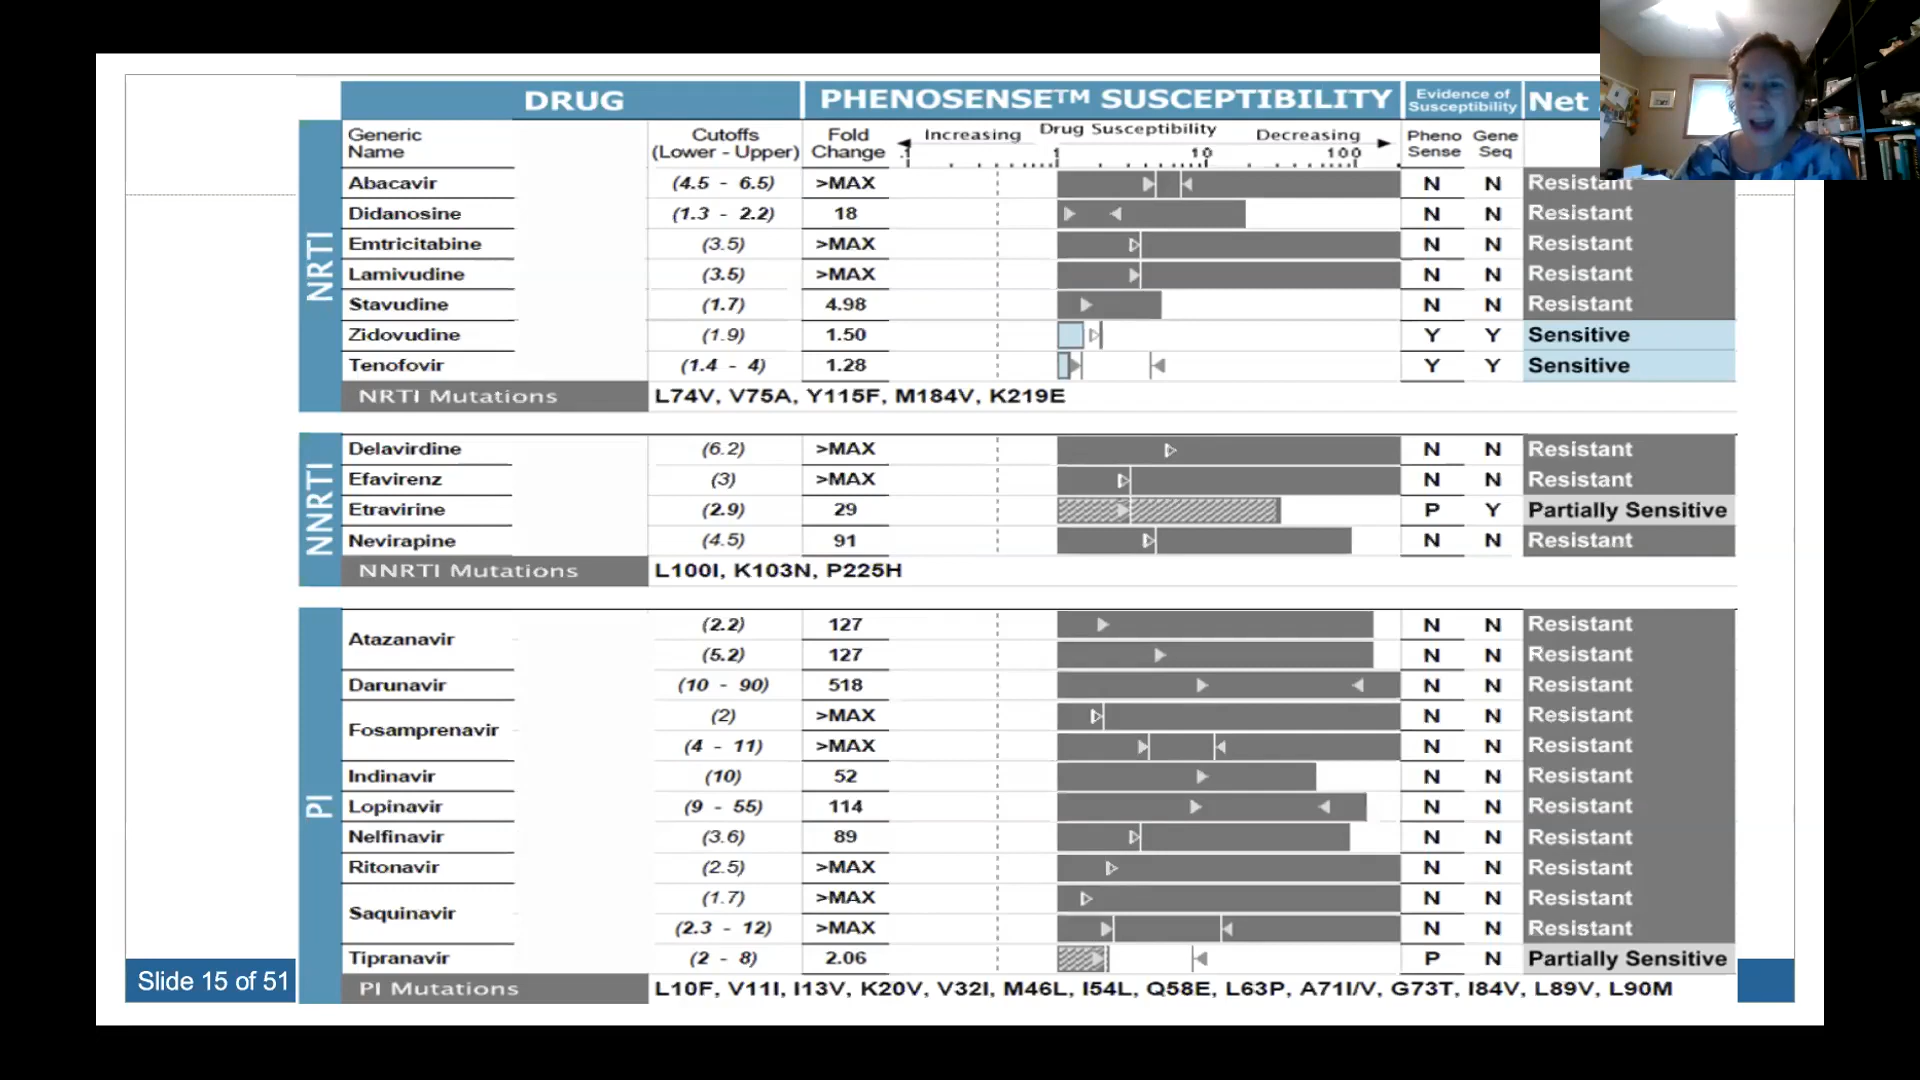 DRUG PHENOSENSE™ SUSCEPTIBILITY Evidence of Susceptibility Net
Generic Name Cutoffs (Lower - Upper) Fold Change .1 Increasing Drug Susceptibility Decreasing 1 10 100 Pheno Sense Gene Seq
NRTI
Abacavir (4.5 - 6.5) >MAX N N Resistant
Didanosine (1.3 - 2.2) 18 N N Resistant
Emtricitabine (3.5) >MAX N N Resistant
Lamivudine (3.5) >MAX N N Resistant
Stavudine (1.7) 4.98 N N Resistant
Zidovudine (1.9) 1.50 Y Y Sensitive
Tenofovir (1.4 - 4) 1.28 Y Y Sensitive
NRTI Mutations L74V, V75A, Y115F, M184V, K219E
NNRTI
Delavirdine (6.2) >MAX N N Resistant
Efavirenz (3) >MAX N N Resistant
Etravirine (2.9) 29 P Y Partially Sensitive
Nevirapine (4.5) 91 N N Resistant
NNRTI Mutations L100I, K103N, P225H
PI
Atazanavir (2.2) 127 N N Resistant
(5.2) 127 N N Resistant
Darunavir (10 - 90) 518 N N Resistant
Fosamprenavir (2) >MAX N N Resistant
(4 - 11) >MAX N N Resistant
Indinavir (10) 52 N N Resistant
Lopinavir (9 - 55) 114 N N Resistant
Nelfinavir (3.6) 89 N N Resistant
Ritonavir (2.5) >MAX N N Resistant
Saquinavir (1.7) >MAX N N Resistant
(2.3 - 12) >MAX N N Resistant
Tipranavir (2 - 8) 2.06 P N Partially Sensitive
PI Mutations L10F, V11I, I13V, K20V, V32I, M46L, I54L, Q58E, L63P, A71I/V, G73T, I84V, L89V, L90M
Slide 15 of 51